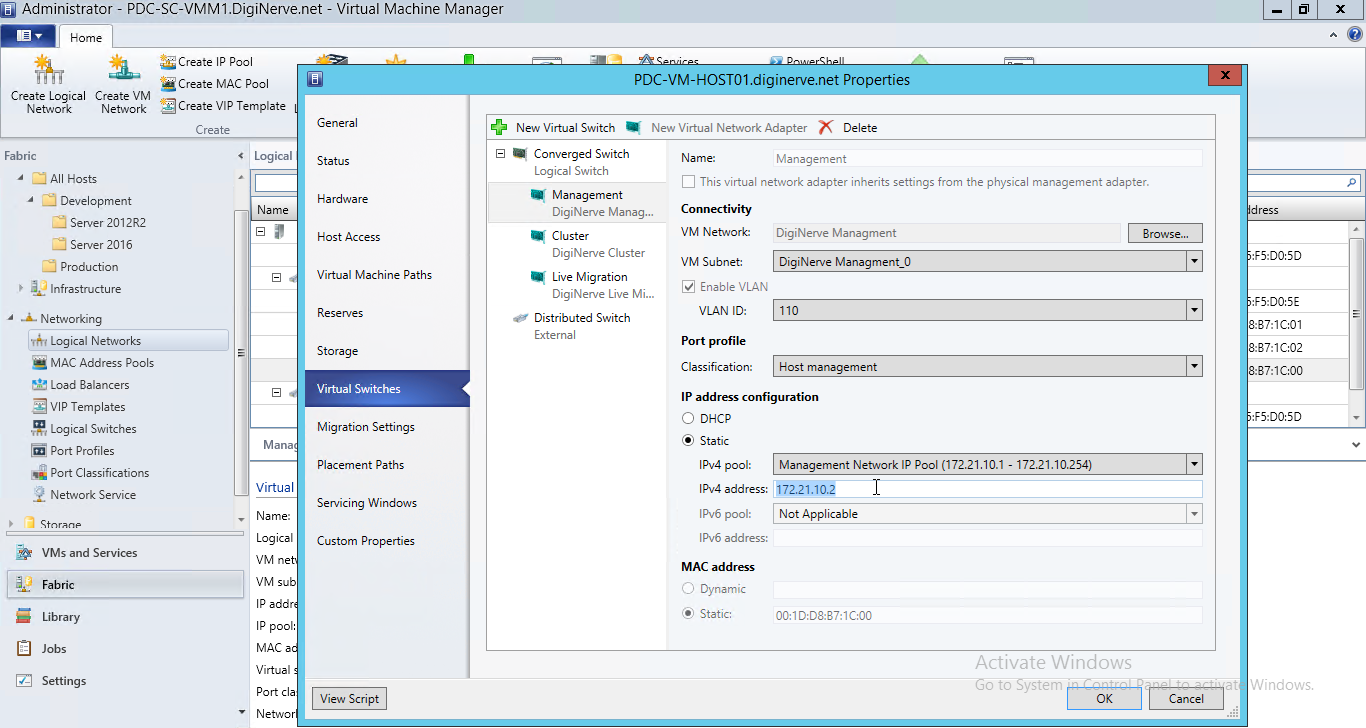 Administrator - PDC-SC-VMM1.DigiNerve.net - Virtual Machine Manager
Home
Create Logical Network
Create VM Network
Create IP Pool
Create MAC Pool
Create VIP Template
Create
Services
PowerShell
Fabric
All Hosts
Development
Server 2012R2
Server 2016
Production
Infrastructure
Networking
Logical Networks
MAC Address Pools
Load Balancers
VIP Templates
Logical Switches
Port Profiles
Port Classifications
Network Service
Storage
VMs and Services
Fabric
Library
Jobs
Settings
Logical
Name
Manag
Virtual
Name:
Logical
VM net
VM sub
IP addre
IP pool:
MAC ad
Virtual s
Port clas
Networ
PDC-VM-HOST01.diginerve.net Properties
General
Status
Hardware
Host Access
Virtual Machine Paths
Reserves
Storage
Virtual Switches
Migration Settings
Placement Paths
Servicing Windows
Custom Properties
New Virtual Switch
New Virtual Network Adapter
Delete
Converged Switch
Logical Switch
Management
DigiNerve Manag...
Cluster
DigiNerve Cluster
Live Migration
DigiNerve Live Mi...
Distributed Switch
External
Name: Management
This virtual network adapter inherits settings from the physical management adapter.
Connectivity
VM Network: DigiNerve Managment Browse...
VM Subnet: DigiNerve Managment_0
Enable VLAN
VLAN ID: 110
Port profile
Classification: Host management
IP address configuration
DHCP
Static
IPv4 pool: Management Network IP Pool (172.21.10.1 - 172.21.10.254)
IPv4 address: 172.21.10.2
IPv6 pool: Not Applicable
IPv6 address:
MAC address
Dynamic
Static: 00:1D:D8:B7:1C:00
View Script
OK
Cancel
ddress
5:F5:D0:5D
5:F5:D0:5E
8:B7:1C:01
8:B7:1C:02
8:B7:1C:00
5:F5:D0:5D
Activate Windows
Go to System in Control Panel to activate Windows.